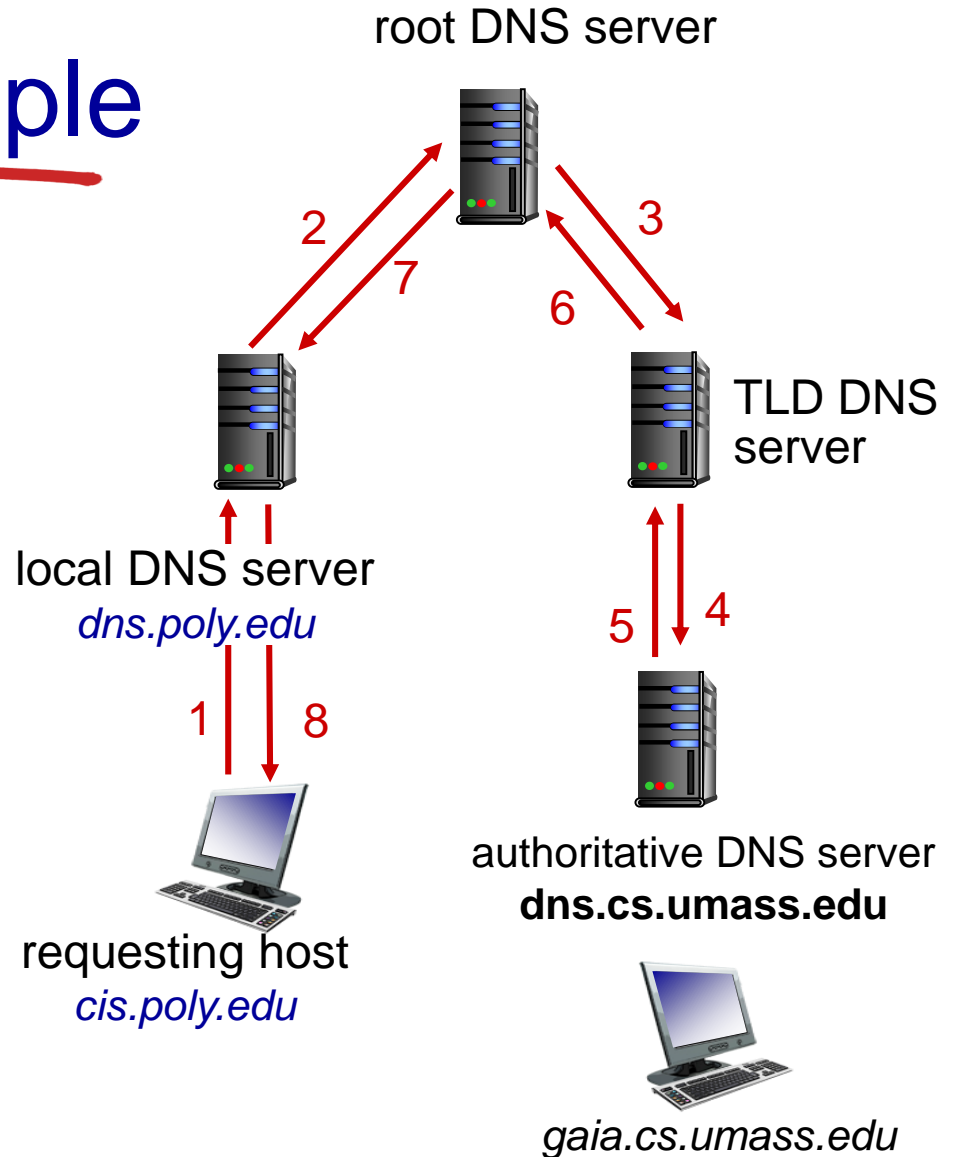 root DNS server
ple
2
3
7
6
TLD DNS
server
local DNS server
dns.poly.edu
5
4
1
8
authoritative DNS server
dns.cs.umass.edu
requesting host
cis.poly.edu
gaia.cs.umass.edu